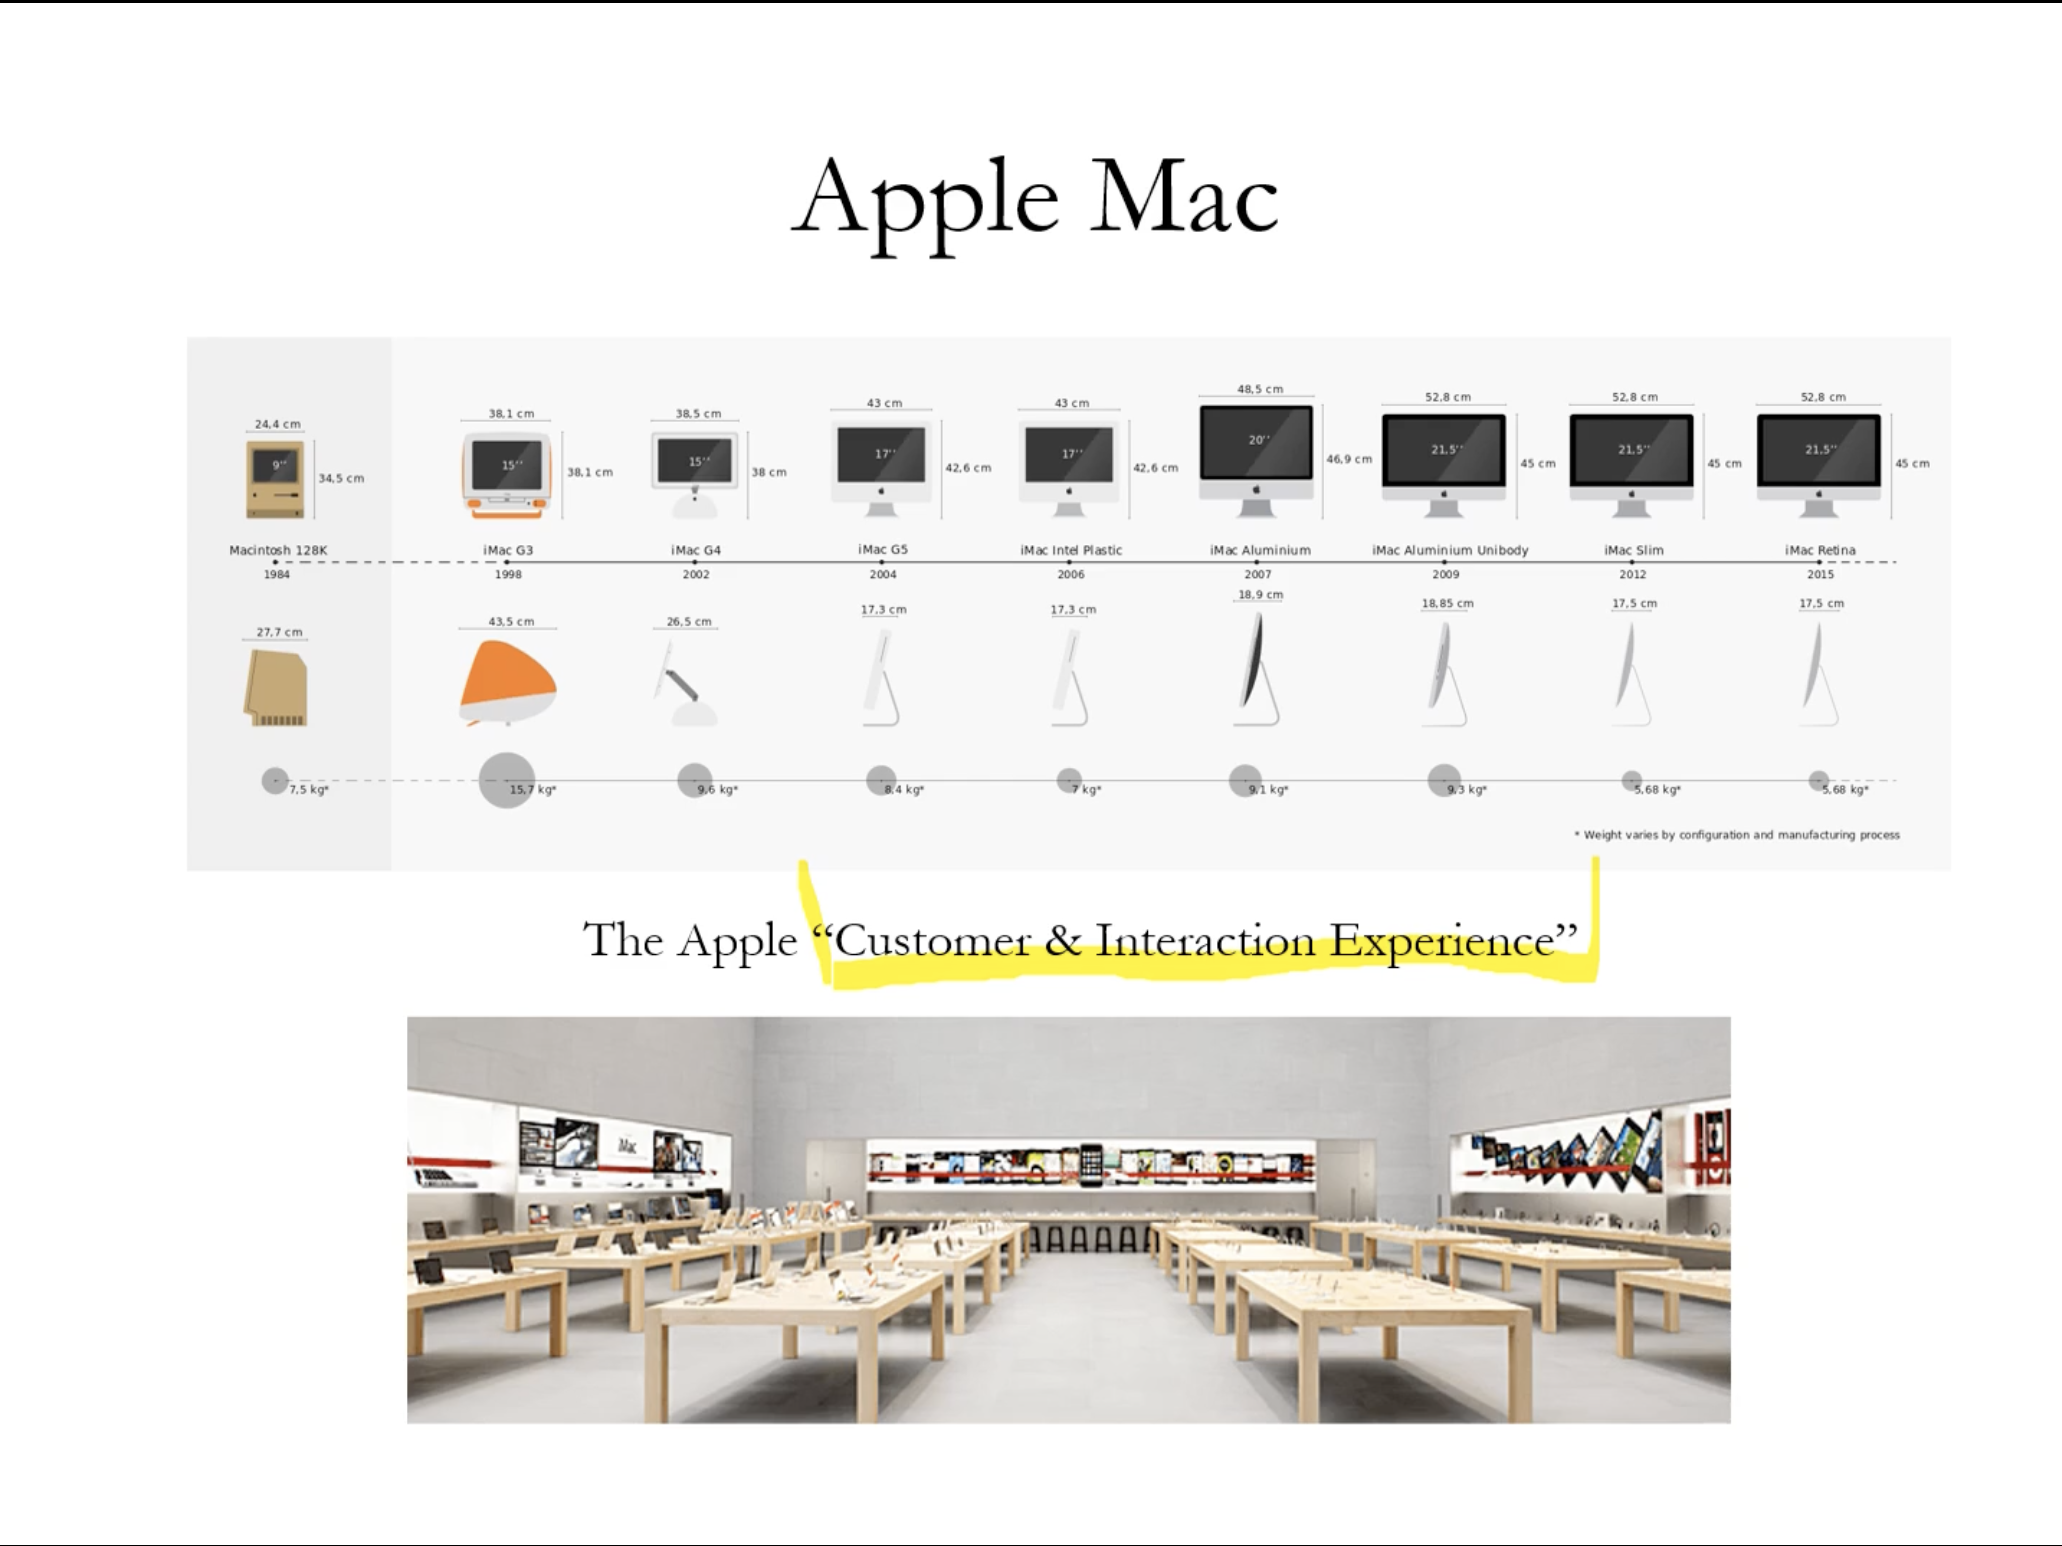 Apple Mac
24,4 cm
38,1 cm
38,5 cm
43 cm
43 cm
48,5 cm
52,8 cm
52,8 cm
52,8 cm
9’’
34,5 cm
15’’
38,1 cm
15’’
38 cm
17’’
42,6 cm
17’’
42,6 cm
20’’
46,9 cm
21,5’’
45 cm
21,5’’
45 cm
21,5’’
45 cm
Macintosh 128K
iMac G3
iMac G4
iMac G5
iMac Intel Plastic
iMac Aluminium
iMac Aluminium Unibody
iMac Slim
iMac Retina
1984
1998
2002
2004
2006
2007
2009
2012
2015
27,7 cm
43,5 cm
26,5 cm
17,3 cm
17,3 cm
18,9 cm
18,85 cm
17,5 cm
17,5 cm
7,5 kg*
15,7 kg*
9,6 kg*
8,4 kg*
7 kg*
9,1 kg*
9,3 kg*
5,68 kg*
5,68 kg*
* Weight varies by configuration and manufacturing process
The Apple “Customer & Interaction Experience”
iMac